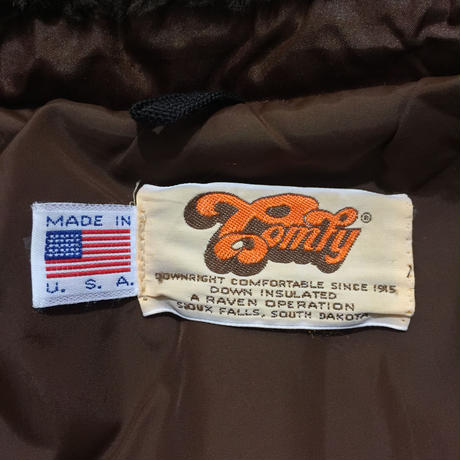 MADE IN
U. S. A.
Comfy®
DOWNRIGHT COMFORTABLE SINCE 1915
DOWN INSULATED
A RAVEN OPERATION
SIOUX FALLS, SOUTH DAKOTA